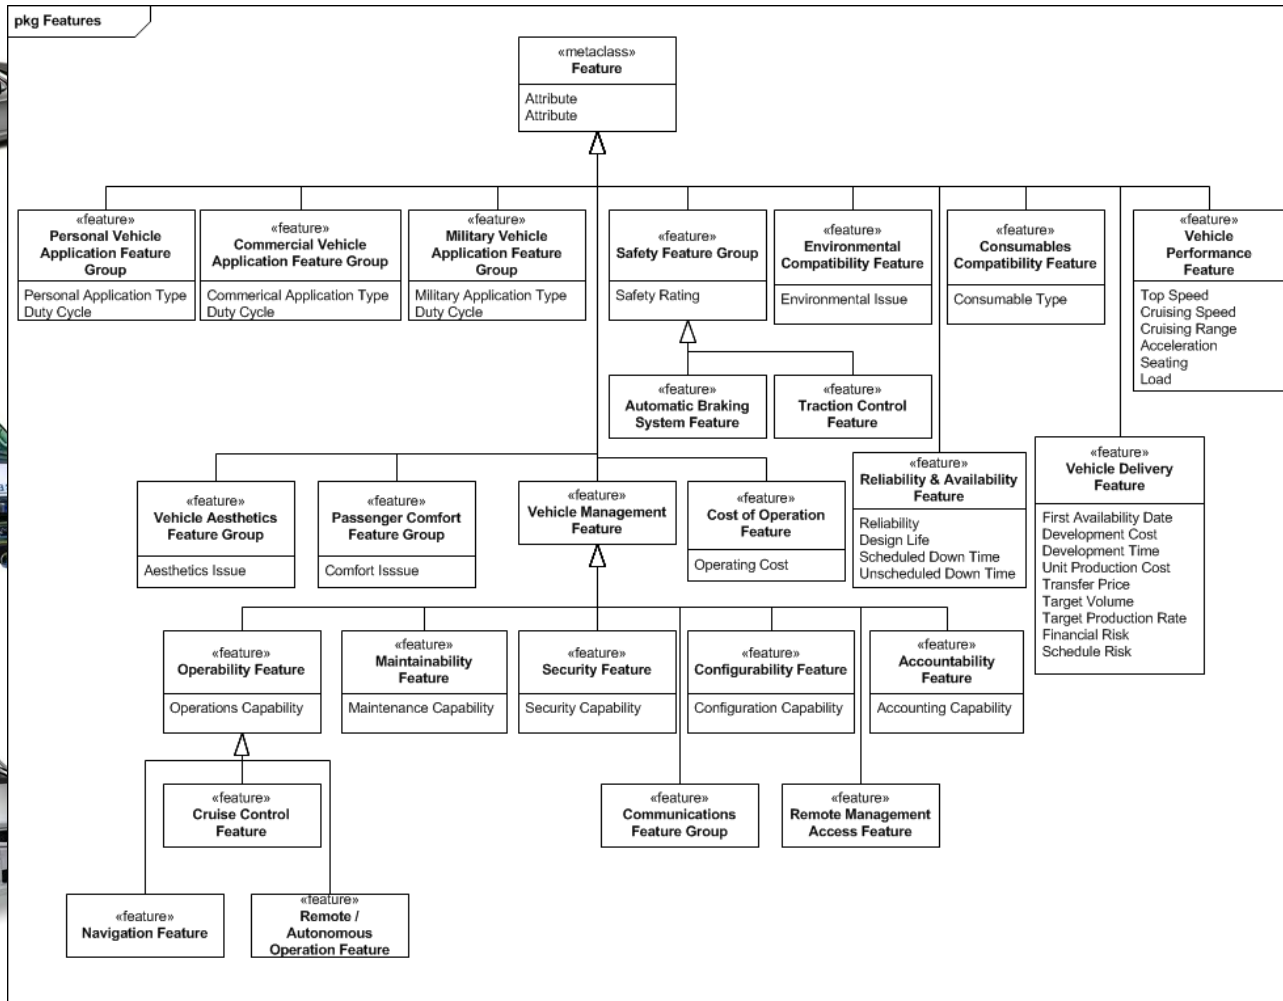 pkg Features
«metaclass»
Feature
Attribute
Attribute
«feature»
Personal Vehicle
Application Feature
Group
Personal Application Type
Duty Cycle
«feature»
Commercial Vehicle
Application Feature Group
Commerical Application Type
Duty Cycle
«feature»
Military Vehicle
Application Feature
Group
Military Application Type
Duty Cycle
«feature»
Safety Feature Group
Safety Rating
«feature»
Environmental
Compatibility Feature
Environmental Issue
«feature»
Consumables
Compatibility Feature
Consumable Type
«feature»
Vehicle
Performance
Feature
Top Speed
Cruising Speed
Cruising Range
Acceleration
Seating
Load
«feature»
Automatic Braking
System Feature
«feature»
Traction Control
Feature
«feature»
Vehicle Aesthetics
Feature Group
Aesthetics Issue
«feature»
Passenger Comfort
Feature Group
Comfort Isssue
«feature»
Vehicle Management
Feature
«feature»
Cost of Operation
Feature
Operating Cost
«feature»
Reliability & Availability
Feature
Reliability
Design Life
Scheduled Down Time
Unscheduled Down Time
«feature»
Vehicle Delivery
Feature
First Availability Date
Development Cost
Development Time
Unit Production Cost
Transfer Price
Target Volume
Target Production Rate
Financial Risk
Schedule Risk
«feature»
Operability Feature
Operations Capability
«feature»
Maintainability
Feature
Maintenance Capability
«feature»
Security Feature
Security Capability
«feature»
Configurability Feature
Configuration Capability
«feature»
Accountability
Feature
Accounting Capability
«feature»
Cruise Control
Feature
«feature»
Communications
Feature Group
«feature»
Remote Management
Access Feature
«feature»
Navigation Feature
«feature»
Remote /
Autonomous
Operation Feature